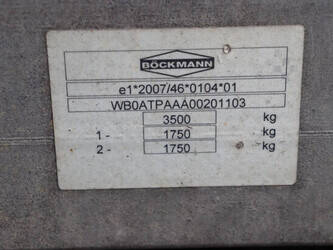 BÖCKMANN
e1*2007/46*0104*01
WB0ATPAAA00201103
3500 kg
1 - 1750 kg
2 - 1750 kg